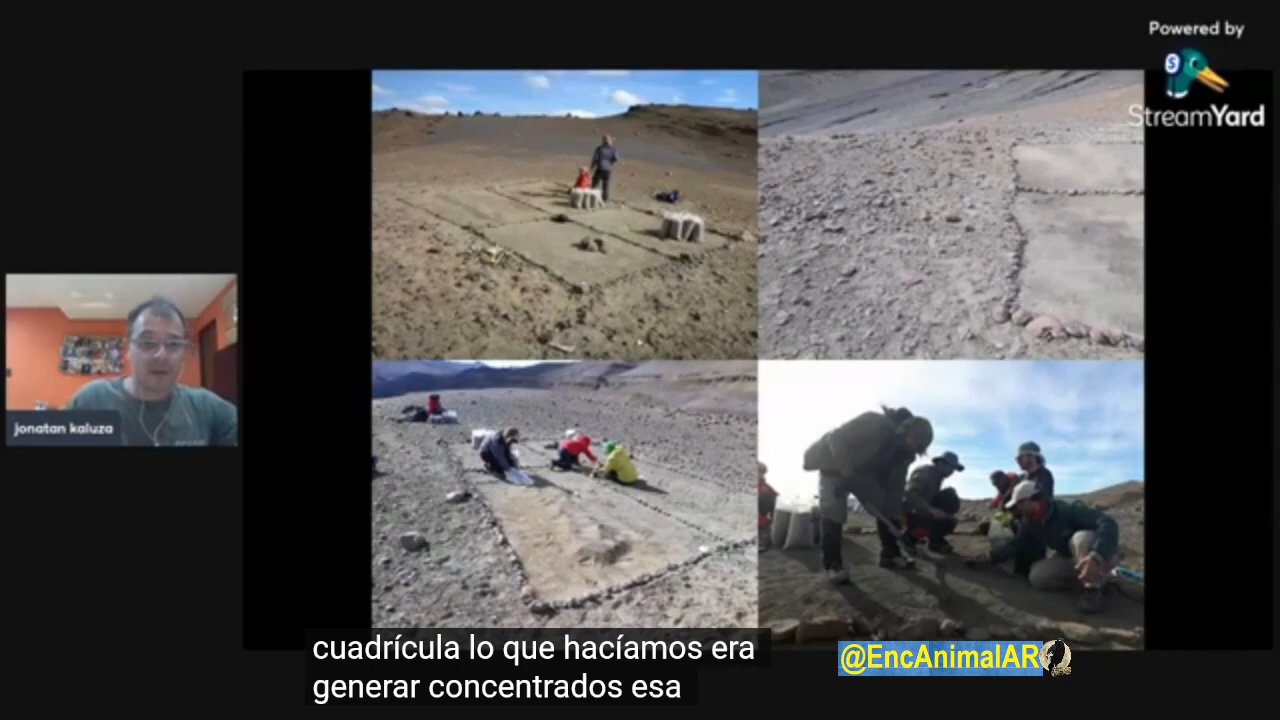 Powered by
S
StreamYard
jonatan kaluza
cuadrícula lo que hacíamos era
generar concentrados esa
@EncAnimalAR